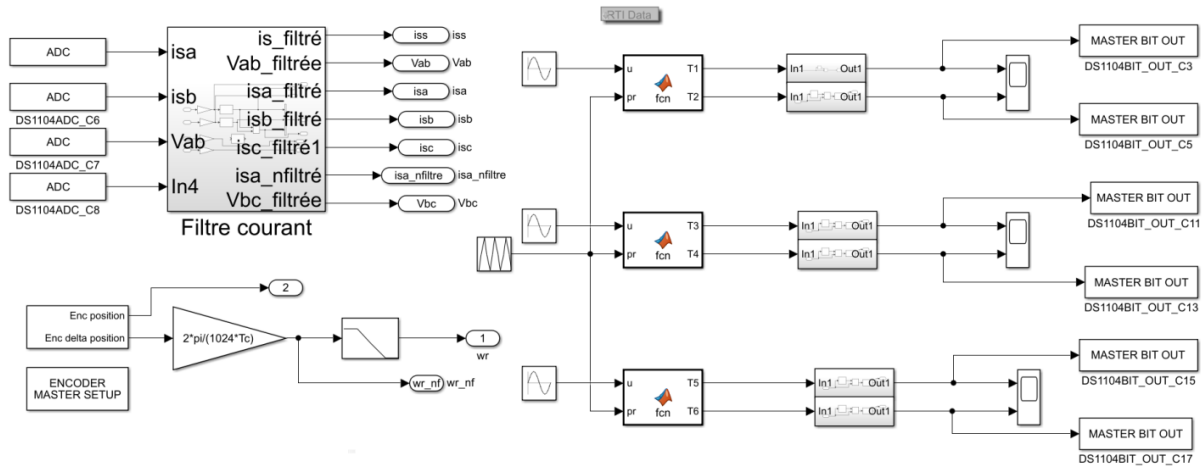 RTI Data
ADC
isa
ADC
DS1104ADC_C6
isb
ADC
DS1104ADC_C7
Vab
ADC
DS1104ADC_C8
In4
is_filtré
Vab_filtrée
isa_filtré
isb_filtré
isc_filtré1
isa_nfiltré
Vbc_filtrée
Filtre courant
iss iss
Vab Vab
isa isa
isb isb
isc isc
isa_nfiltre isa_nfiltre
Vbc Vbc
Enc position
Enc delta position
2
2*pi/(1024*Tc)
1
wr
wr_nf wr_nf
ENCODER
MASTER SETUP
u T1
pr T2
fcn
In1 Out1
In1 Out1
MASTER BIT OUT
DS1104BIT_OUT_C3
MASTER BIT OUT
DS1104BIT_OUT_C5
u T3
pr T4
fcn
In1 Out1
In1 Out1
MASTER BIT OUT
DS1104BIT_OUT_C11
MASTER BIT OUT
DS1104BIT_OUT_C13
u T5
pr T6
fcn
In1 Out1
In1 Out1
MASTER BIT OUT
DS1104BIT_OUT_C15
MASTER BIT OUT
DS1104BIT_OUT_C17